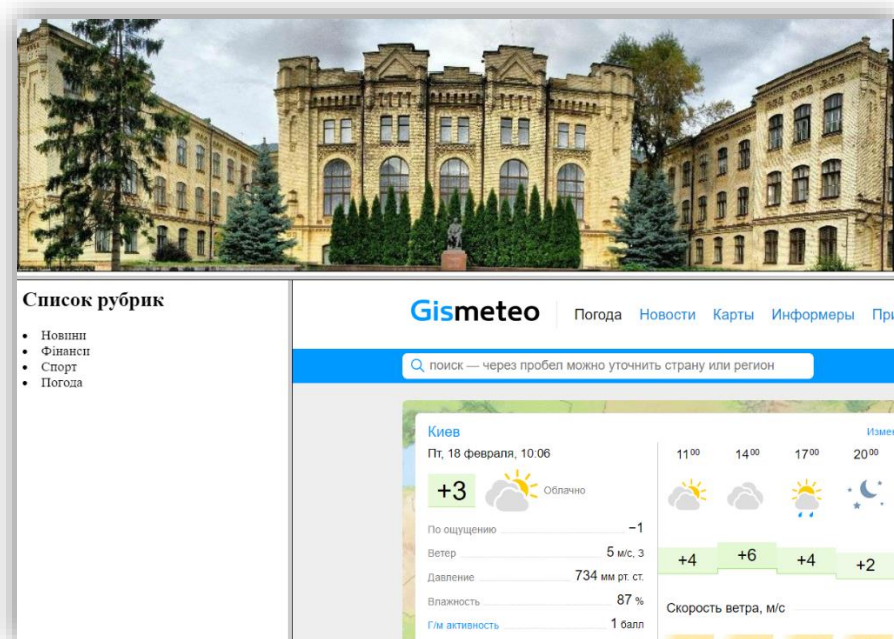 Список рубрик
Новини
Фінанси
Спорт
Погода
Gismeteo
Погода Новости Карты Информеры При
поиск — через пробел можно уточнить страну или регион
Киев
Измен
Пт, 18 февраля, 10:06
11⁰⁰ 14⁰⁰ 17⁰⁰ 20⁰⁰
+3 Облачно
По ощущению −1
Ветер 5 м/с, З
Давление 734 мм рт. ст.
Влажность 87 %
Г/м активность 1 балл
+4 +6 +4 +2
Скорость ветра, м/с